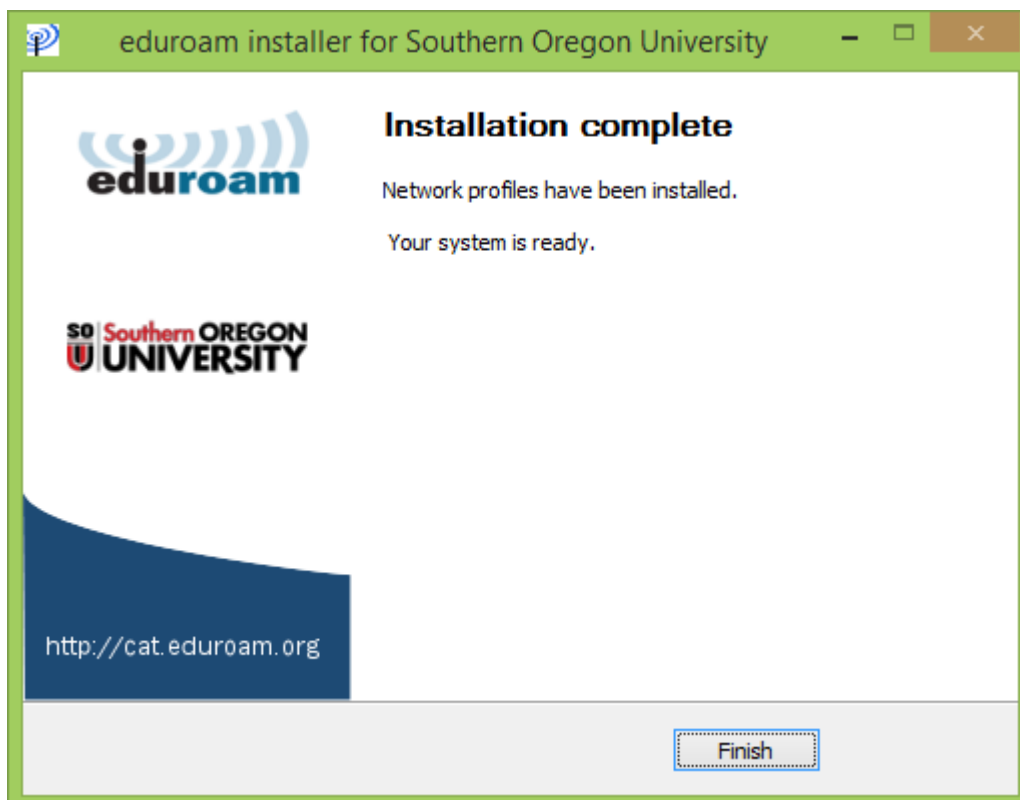 eduroam installer for Southern Oregon University
eduroam
Installation complete
Network profiles have been installed.
Your system is ready.
SO Southern OREGON
U UNIVERSITY
http://cat.eduroam.org
Finish